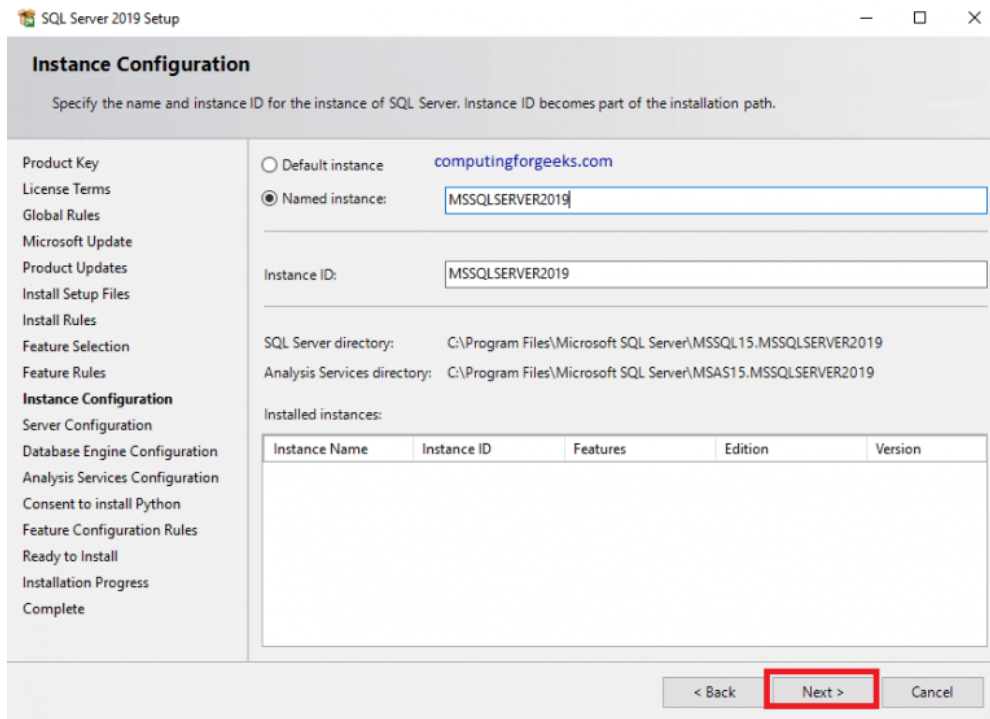 SQL Server 2019 Setup
Instance Configuration
Specify the name and instance ID for the instance of SQL Server. Instance ID becomes part of the installation path.
Product Key
License Terms
Global Rules
Microsoft Update
Product Updates
Install Setup Files
Install Rules
Feature Selection
Feature Rules
Instance Configuration
Server Configuration
Database Engine Configuration
Analysis Services Configuration
Consent to install Python
Feature Configuration Rules
Ready to Install
Installation Progress
Complete
Default instance computingforgeeks.com
Named instance: MSSQLSERVER2019
Instance ID: MSSQLSERVER2019
SQL Server directory: C:\Program Files\Microsoft SQL Server\MSSQL15.MSSQLSERVER2019
Analysis Services directory: C:\Program Files\Microsoft SQL Server\MSAS15.MSSQLSERVER2019
Installed instances:
Instance Name Instance ID Features Edition Version
< Back Next > Cancel